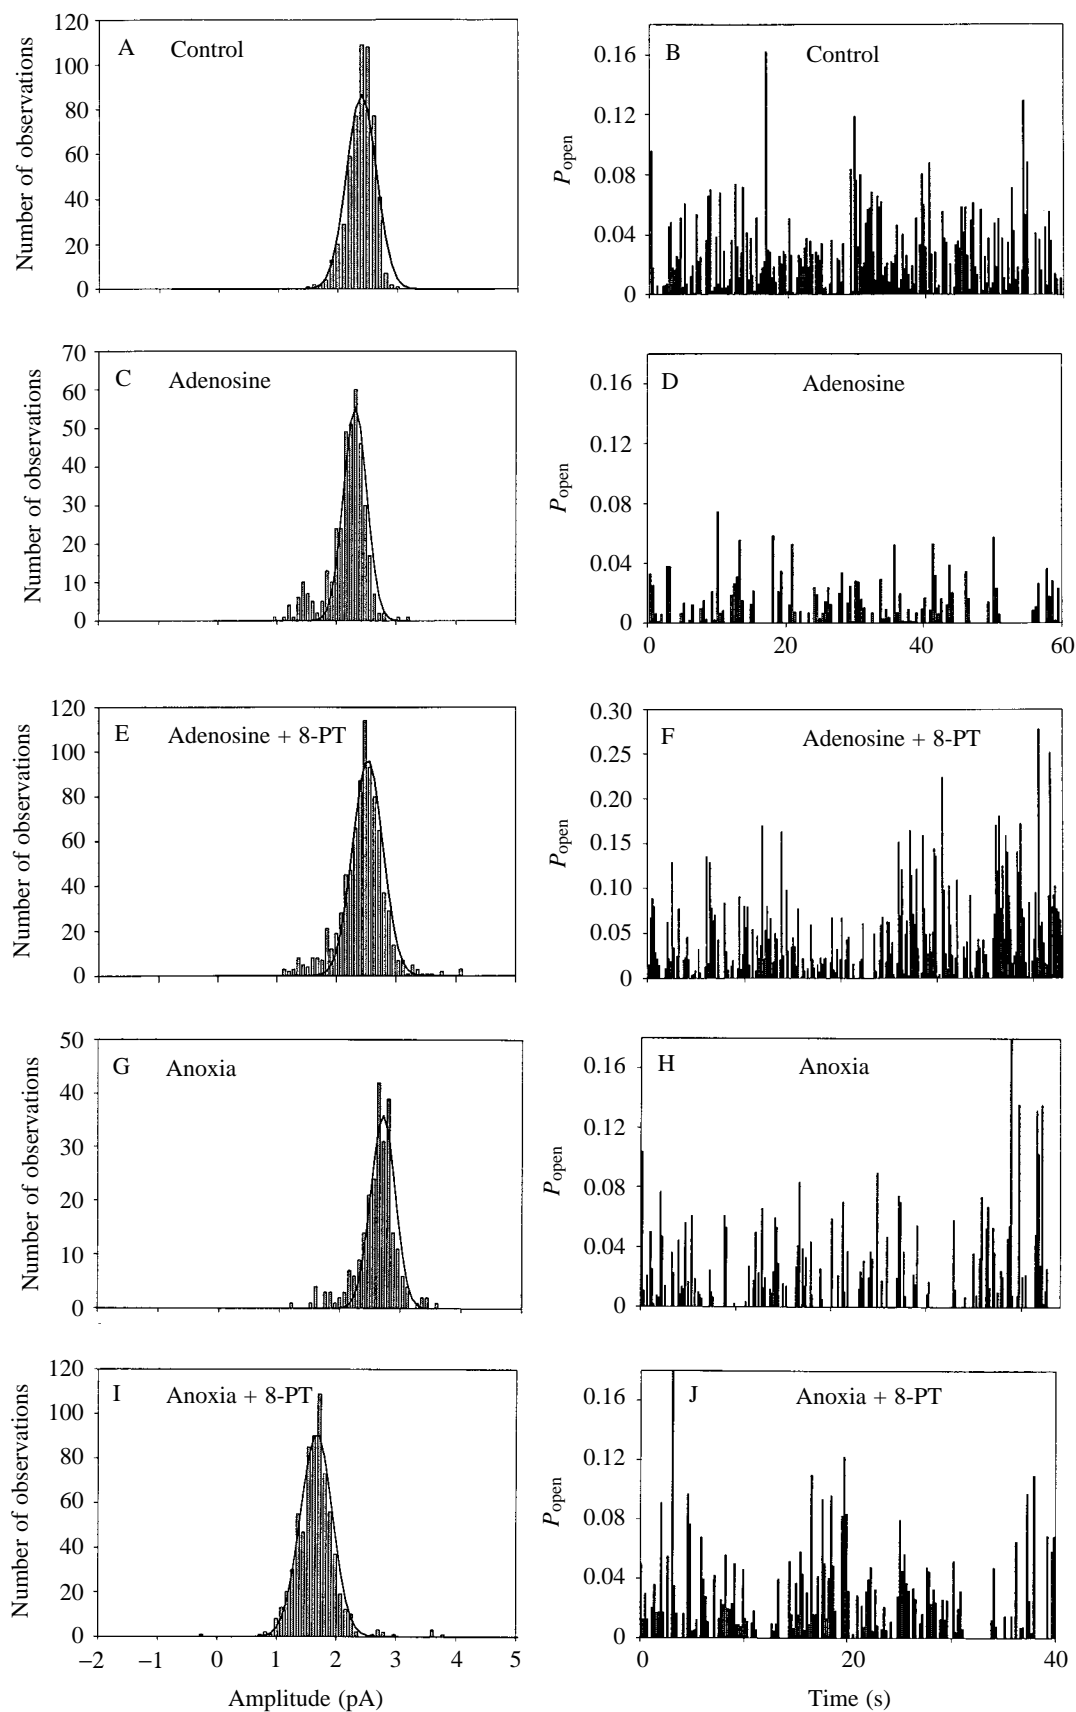 A Control
Number of observations
120
100
80
60
40
20
0
B Control
P open
0.16
0.12
0.08
0.04
0
C Adenosine
Number of observations
70
60
50
40
30
20
10
0
D Adenosine
P open
0.16
0.12
0.08
0.04
0
0 20 40 60
E Adenosine + 8-PT
Number of observations
120
100
80
60
40
20
0
F Adenosine + 8-PT
P open
0.30
0.25
0.20
0.15
0.10
0.05
0
G Anoxia
Number of observations
50
40
30
20
10
0
H Anoxia
P open
0.16
0.12
0.08
0.04
0
I Anoxia + 8-PT
Number of observations
120
100
80
60
40
20
0
−2 −1 0 1 2 3 4 5
Amplitude (pA)
J Anoxia + 8-PT
P open
0.16
0.12
0.08
0.04
0
0 20 40
Time (s)